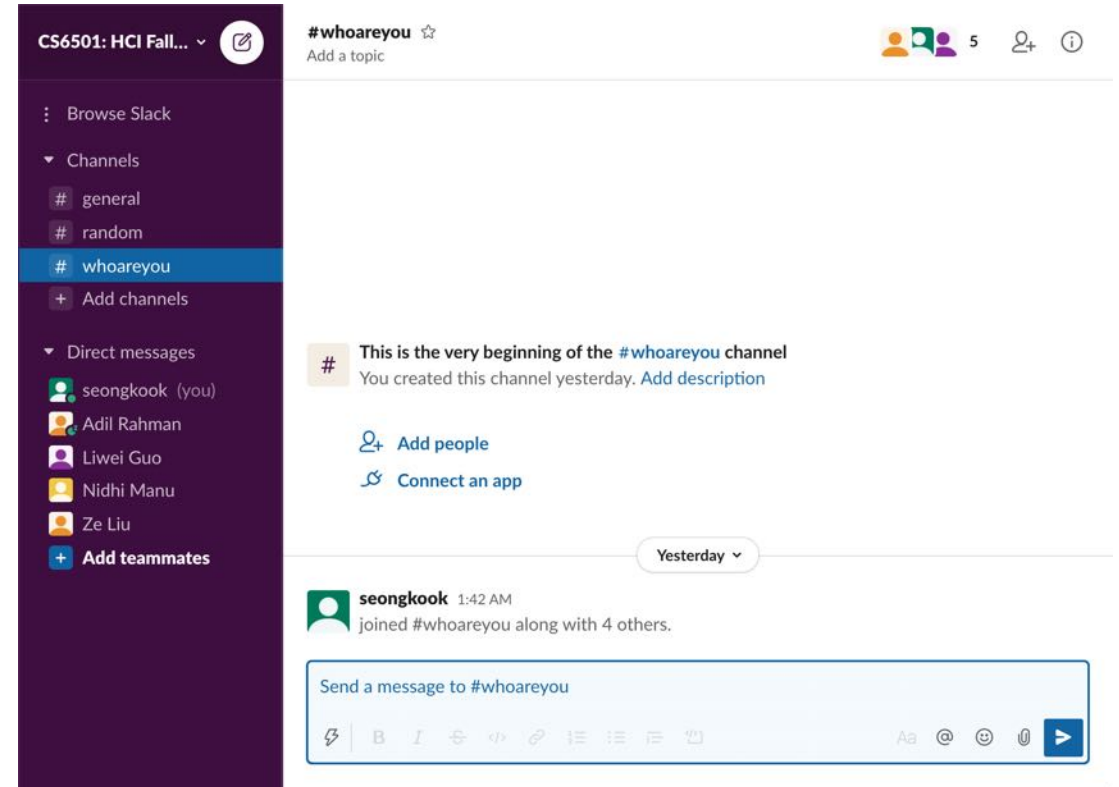 CS6501: HCI Fall...
Browse Slack
Channels
# general
# random
# whoareyou
+ Add channels
Direct messages
seongkook (you)
Adil Rahman
Liwei Guo
Nidhi Manu
Ze Liu
+ Add teammates
#whoareyou
Add a topic
5
# This is the very beginning of the #whoareyou channel
You created this channel yesterday. Add description
Add people
Connect an app
Yesterday
seongkook 1:42 AM
joined #whoareyou along with 4 others.
Send a message to #whoareyou
B I S </> Aa @